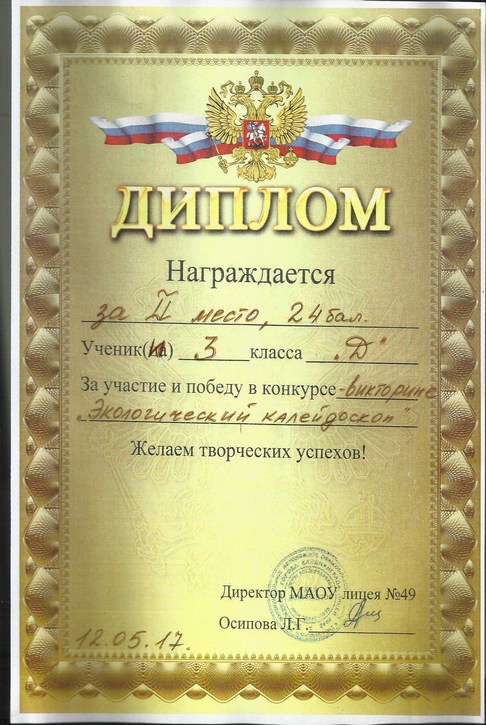 ДИПЛОМ
Награждается
за II место, 24 бал.
Ученик(ца) 3 класса „Д"
За участие и победу в конкурсе-викторине
„Экологический калейдоскоп"
Желаем творческих успехов!
Директор МАОУ лицея №49
Осипова Л.Г.
12.05.17.